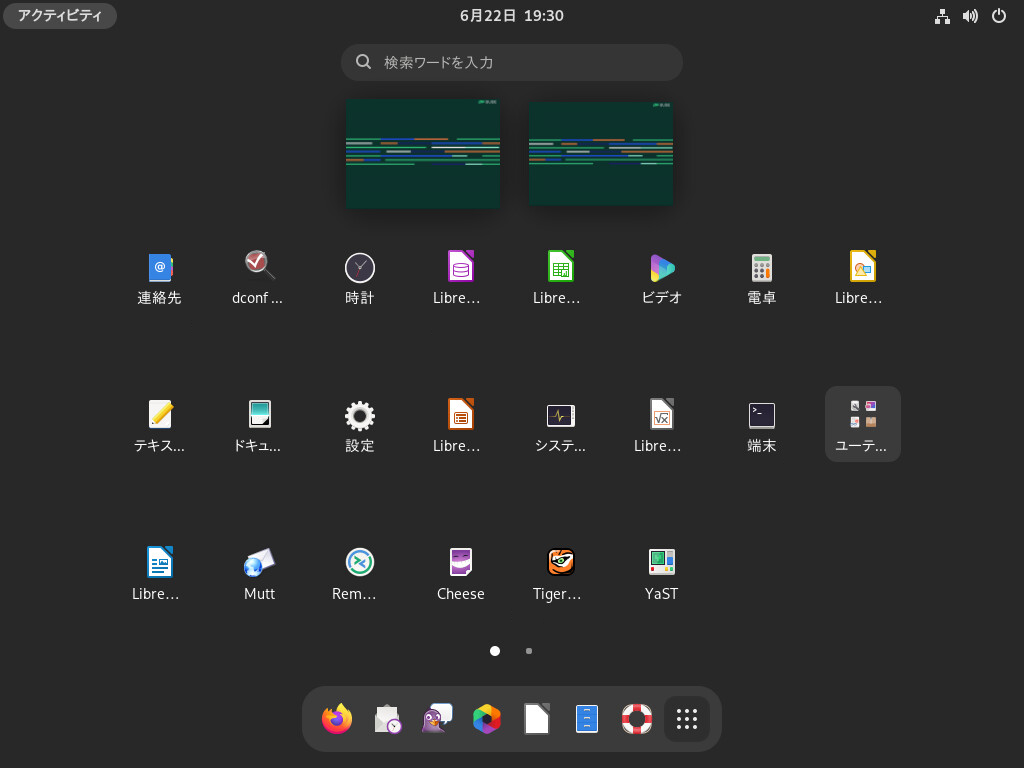 アクティビティ
6月22日 19:30
検索ワードを入力
連絡先
dconf ...
時計
Libre...
Libre...
ビデオ
電卓
Libre...
テキス...
ドキュ...
設定
Libre...
システ...
Libre...
端末
ユーテ...
Libre...
Mutt
Rem...
Cheese
Tiger...
YaST